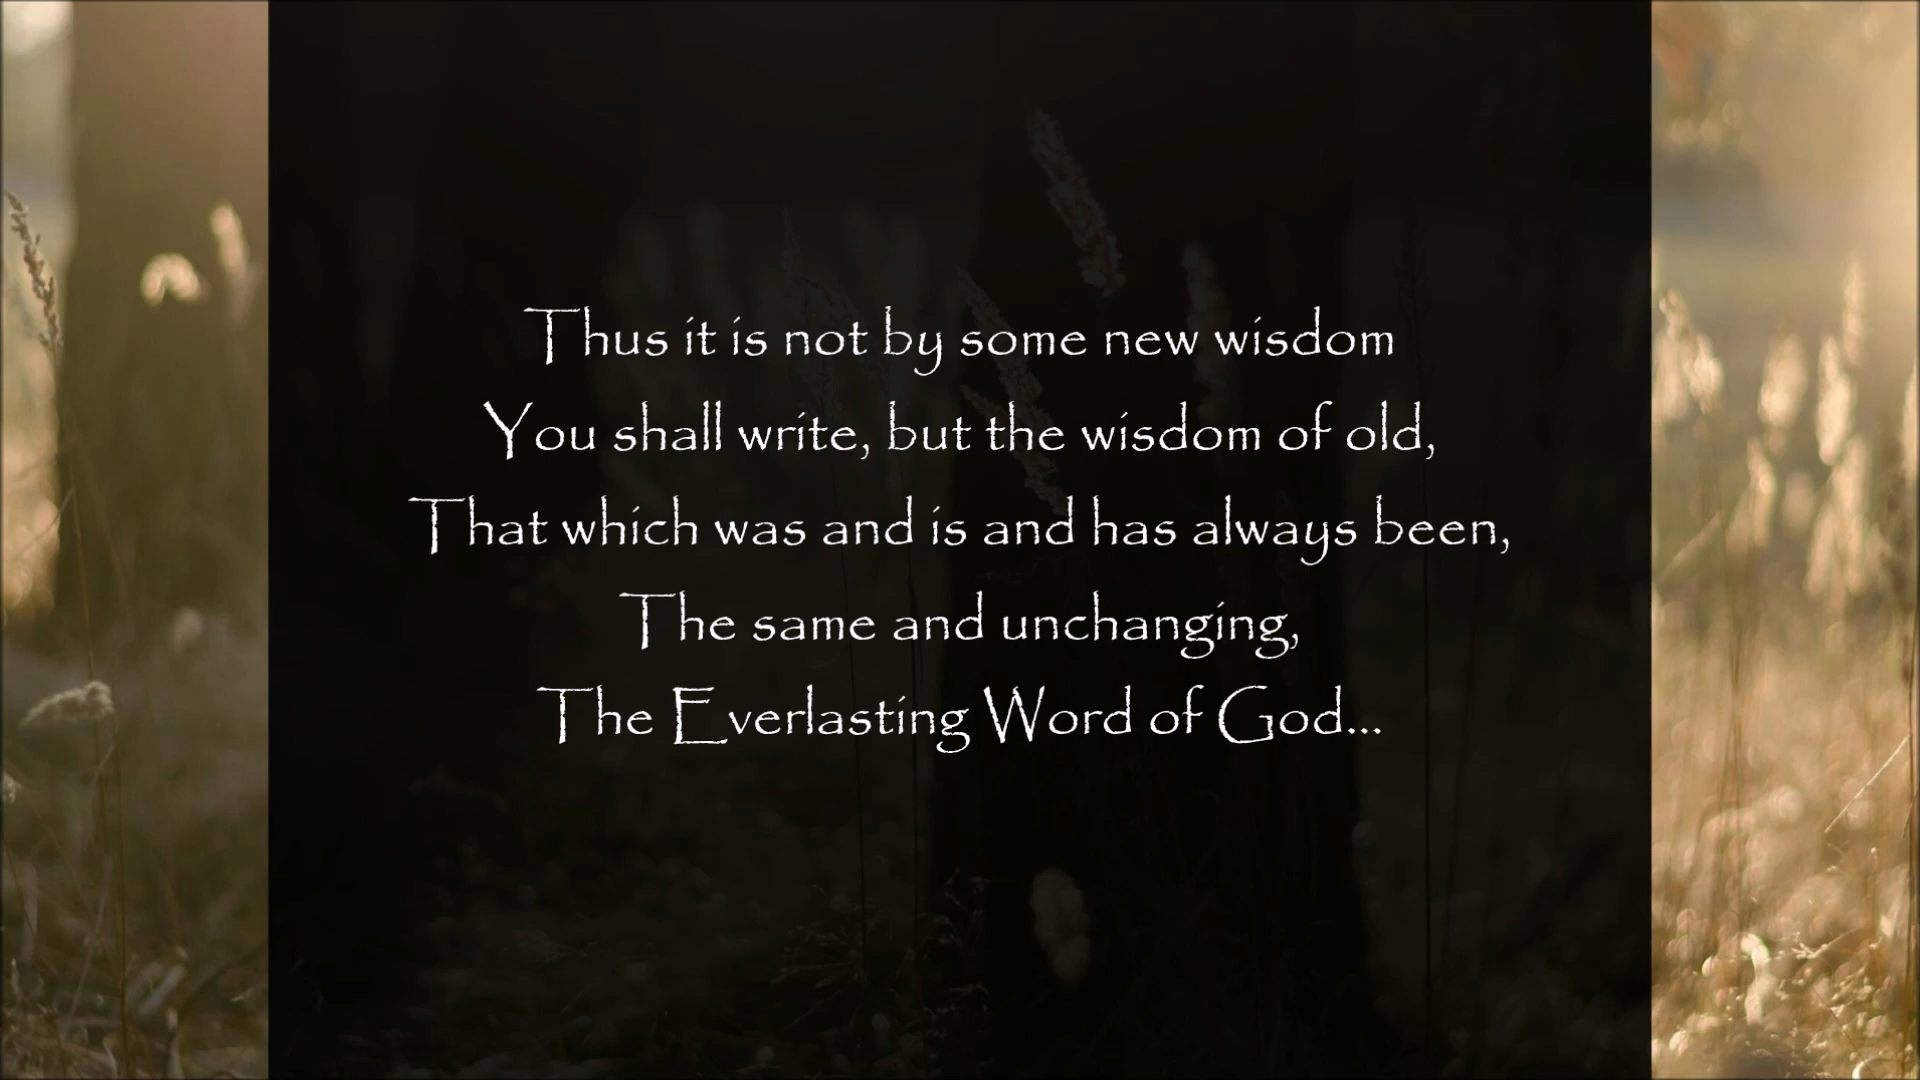 Thus it is not by some new wisdom
You shall write, but the wisdom of old,
That which was and is and has always been,
The same and unchanging,
The Everlasting Word of God...